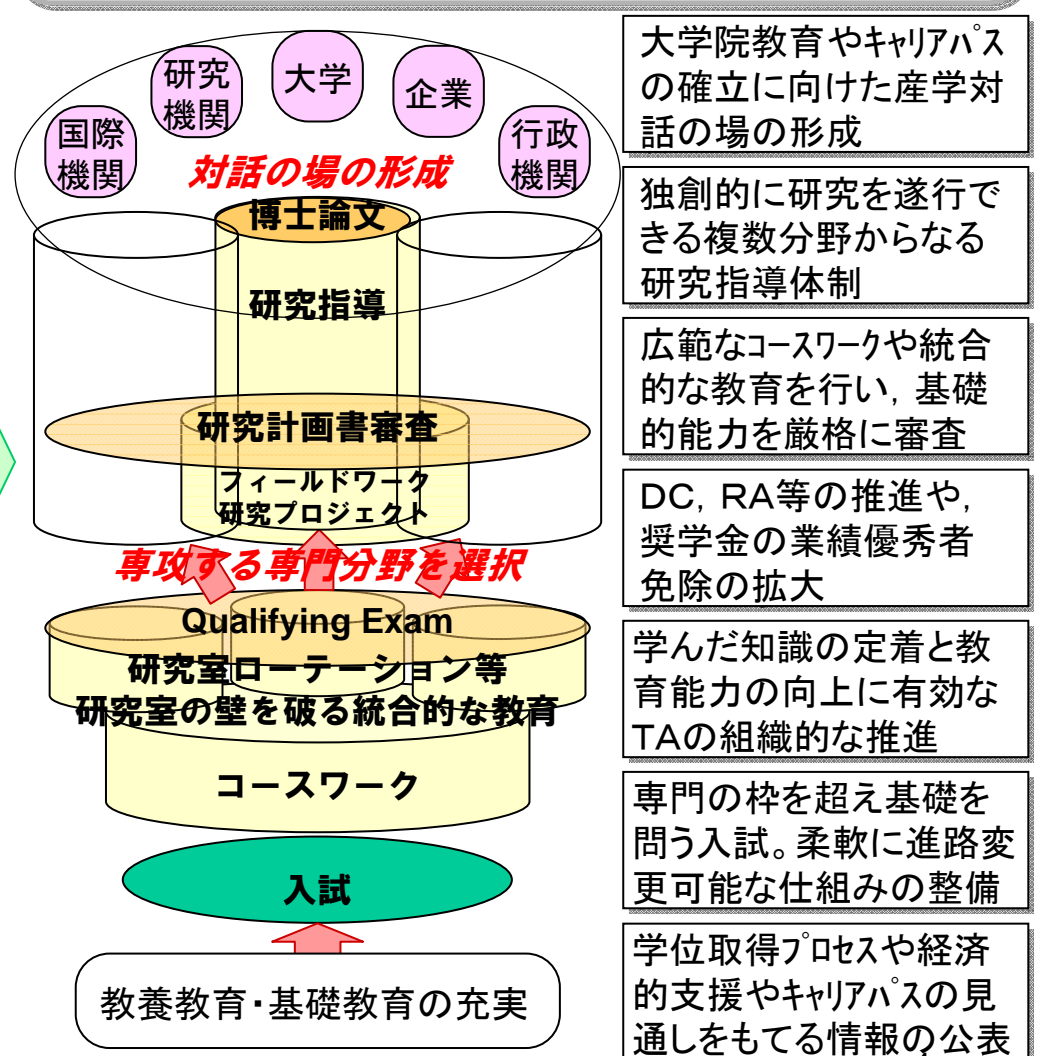 研究
機関
大学
企業
国際
機関
行政
機関
対話の場の形成
博士論文
研究指導
研究計画書審査
フィールドワーク
研究プロジェクト
専攻する専門分野を選択
Qualifying Exam
研究室ローテーション等
研究室の壁を破る統合的な教育
コースワーク
入試
教養教育・基礎教育の充実
大学院教育やｷｬﾘｱﾊﾟｽ
の確立に向けた産学対
話の場の形成
独創的に研究を遂行で
きる複数分野からなる
研究指導体制
広範なｺｰｽﾜｰｸや統合
的な教育を行い，基礎
的能力を厳格に審査
ＤＣ，ＲＡ等の推進や，
奨学金の業績優秀者
免除の拡大
学んだ知識の定着と教
育能力の向上に有効な
ＴＡの組織的な推進
専門の枠を超え基礎を
問う入試。柔軟に進路変
更可能な仕組みの整備
学位取得ﾌﾟﾛｾｽや経済
的支援やｷｬﾘｱﾊﾟｽの見
通しをもてる情報の公表